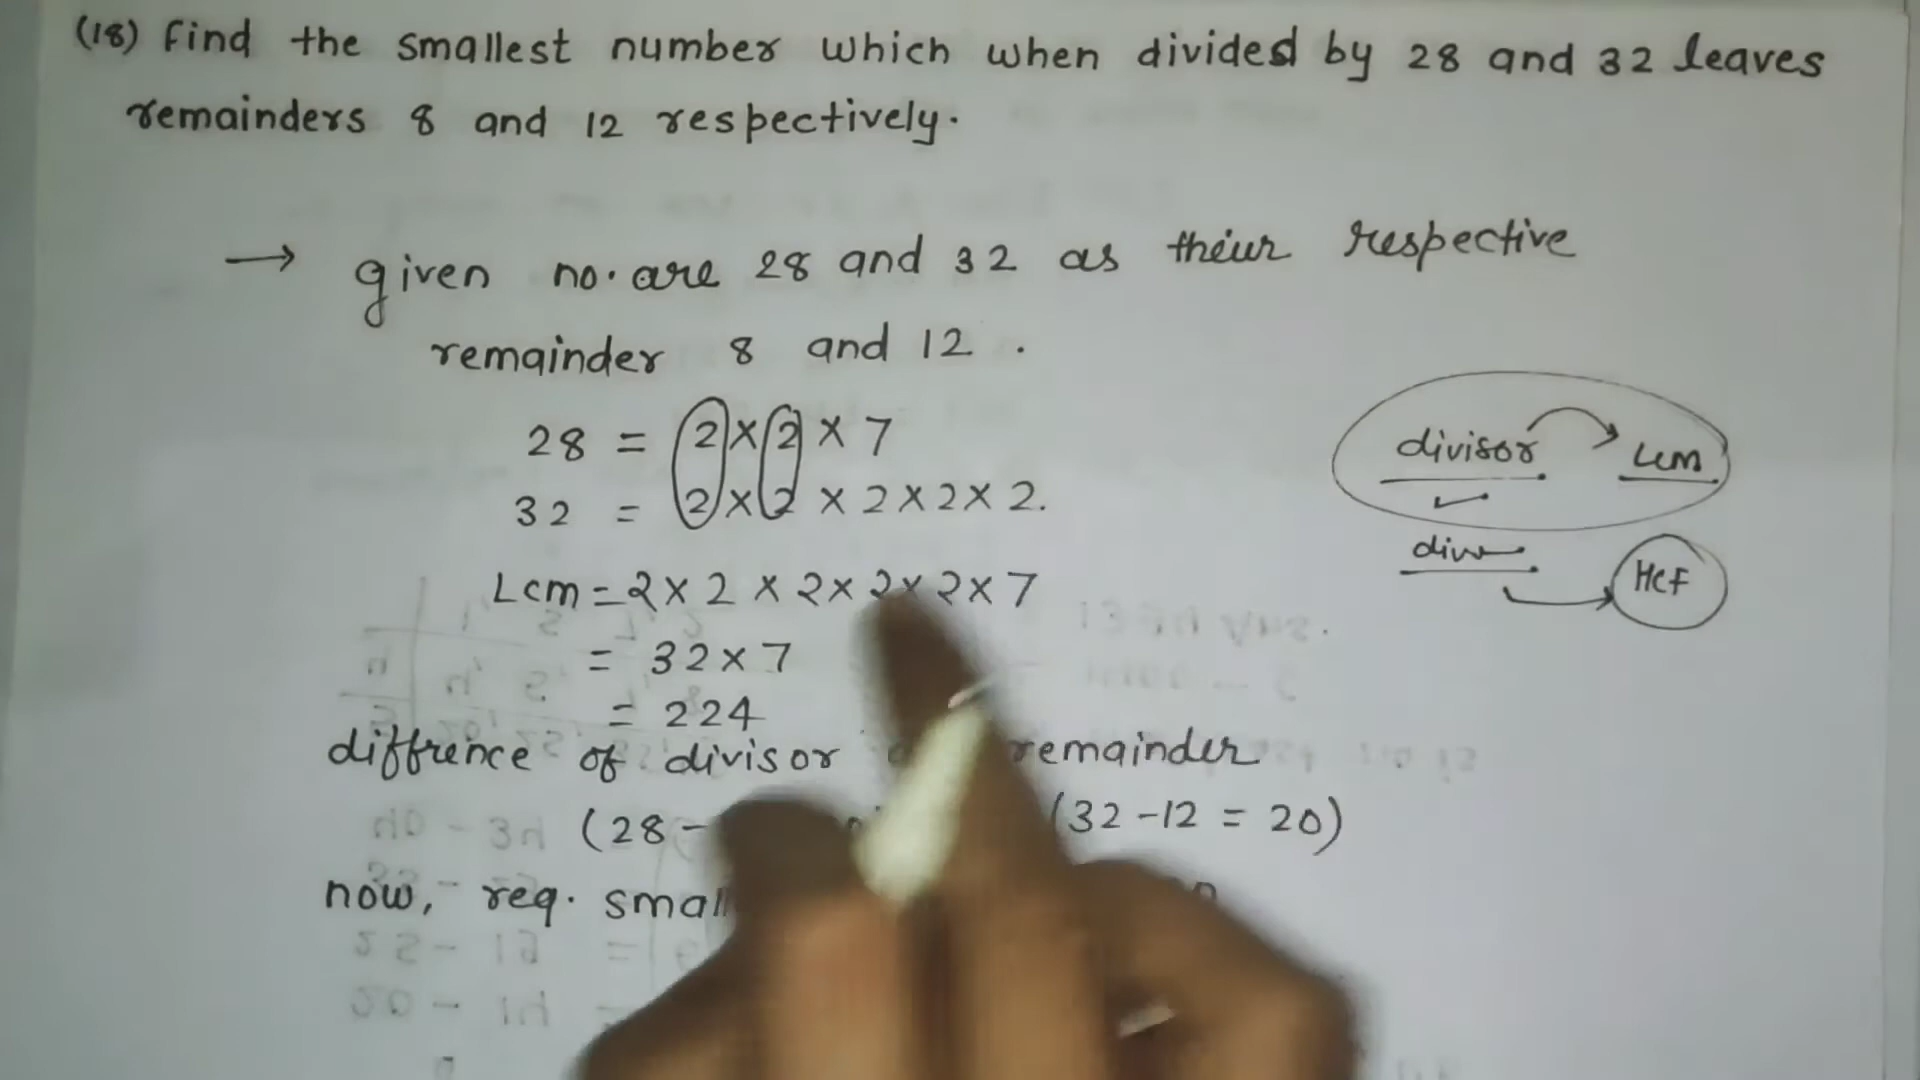 (18) Find the smallest number which when divided by 28 and 32 leaves
remainders 8 and 12 respectively.
→ given no. are 28 and 32 as their respective
remainder 8 and 12 .
28 = 2 × 2 × 7
32 = 2 × 2 × 2 × 2 × 2.
Lcm = 2 × 2 × 2 × 2 × 2 × 7
= 32 × 7
= 224
diffrence of divisor remainder
(28 - (32 - 12 = 20)
now, req. small
divisor → Lcm
HCF